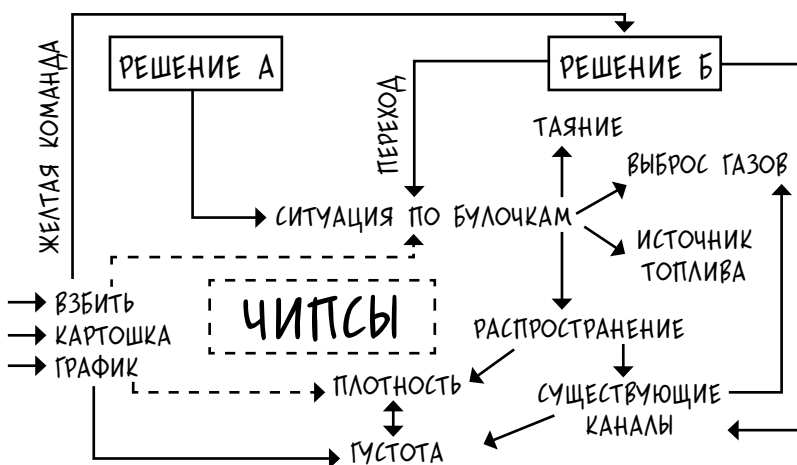 РЕШЕНИЕ А
РЕШЕНИЕ Б
ЖЕЛТАЯ КОМАНДА
ПЕРЕХОД
ТАЯНИЕ
ВЫБРОС ГАЗОВ
СИТУАЦИЯ ПО БУЛОЧКАМ
ИСТОЧНИК
ТОПЛИВА
ВЗБИТЬ
КАРТОШКА
ГРАФИК
ЧИПСЫ
РАСПРОСТРАНЕНИЕ
ПЛОТНОСТЬ
СУЩЕСТВУЮЩИЕ
КАНАЛЫ
ГУСТОТА